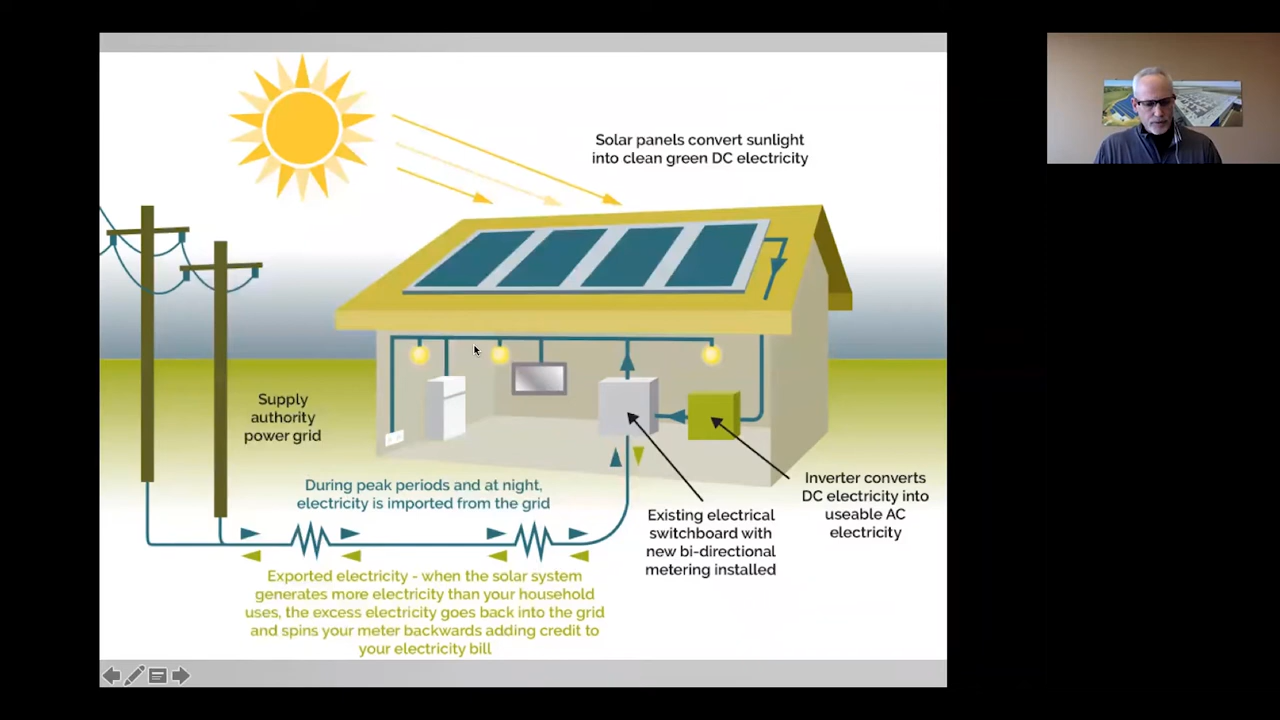 Solar panels convert sunlight
into clean green DC electricity
Supply
authority
power grid
During peak periods and at night,
electricity is imported from the grid
Inverter converts
DC electricity into
useable AC
electricity
Existing electrical
switchboard with
new bi-directional
metering installed
Exported electricity - when the solar system
generates more electricity than your household
uses, the excess electricity goes back into the grid
and spins your meter backwards adding credit to
your electricity bill